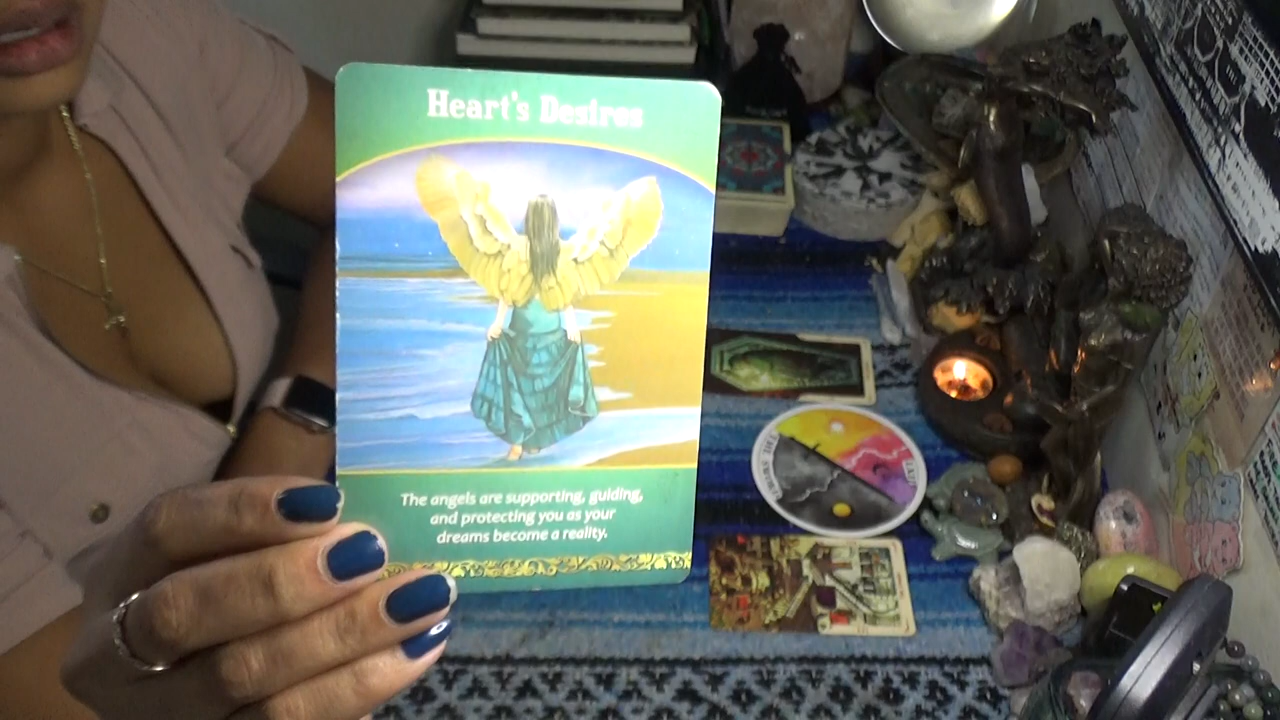 Heart's Desires
The angels are supporting, guiding,
and protecting you as your
dreams become a reality.